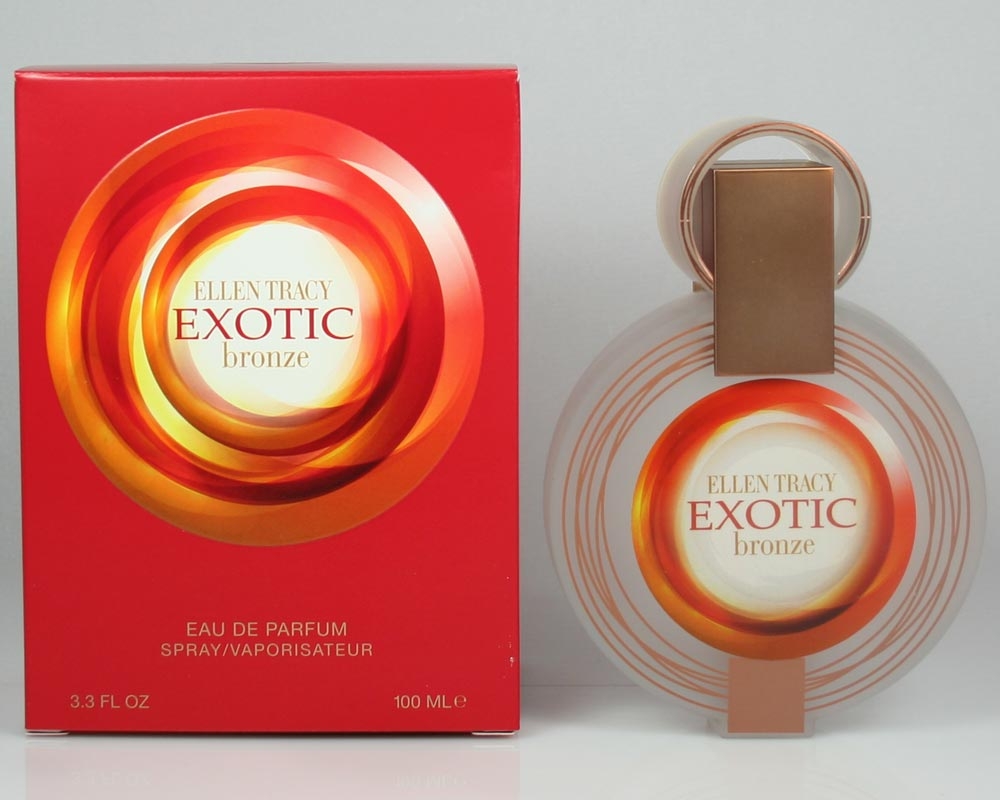 ELLEN TRACY
EXOTIC
bronze
EAU DE PARFUM
SPRAY/VAPORISATEUR
3.3 FL OZ
100 ML℮
ELLEN TRACY
EXOTIC
bronze